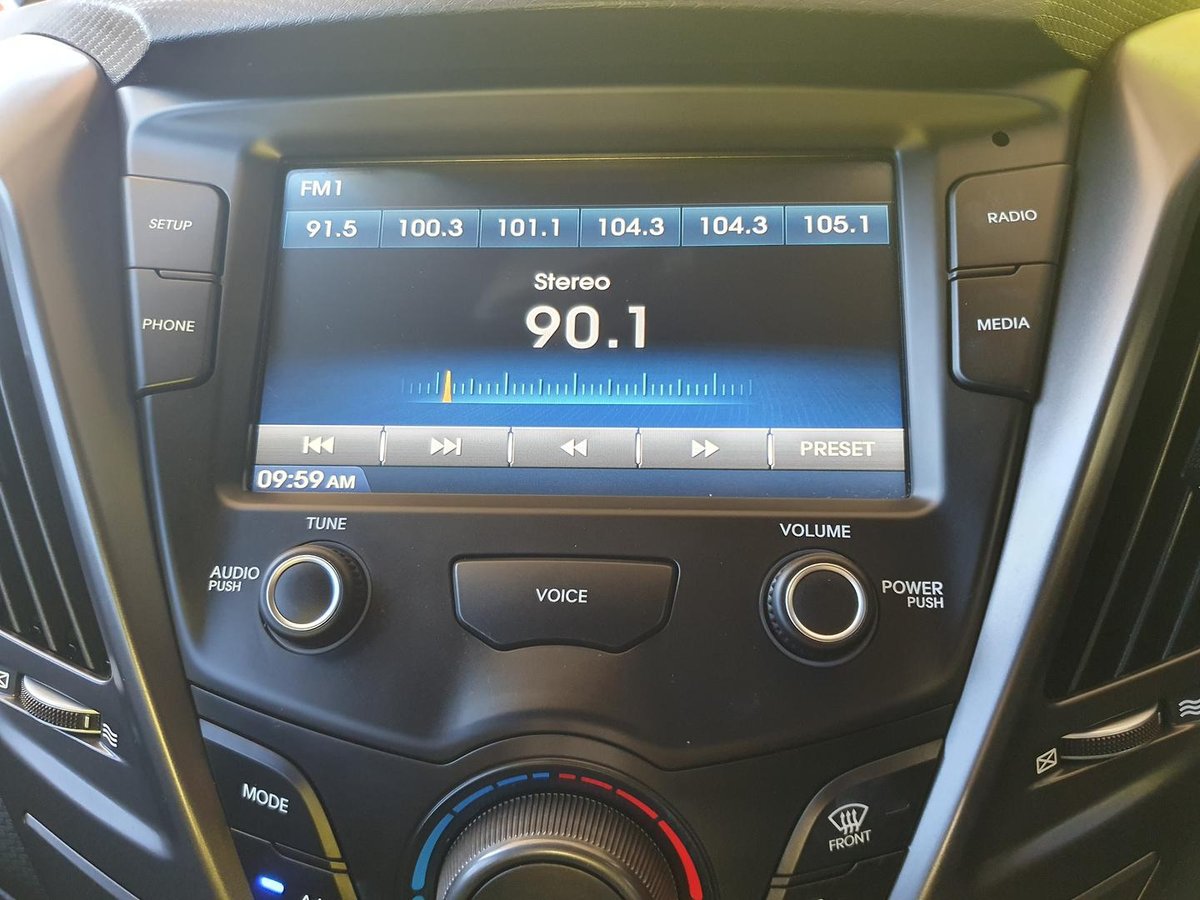 FM1
91.5 100.3 101.1 104.3 104.3 105.1
SETUP
RADIO
Stereo
90.1
PHONE
MEDIA
PRESET
09:59 AM
TUNE
VOLUME
AUDIO
PUSH
VOICE
POWER
PUSH
MODE
FRONT